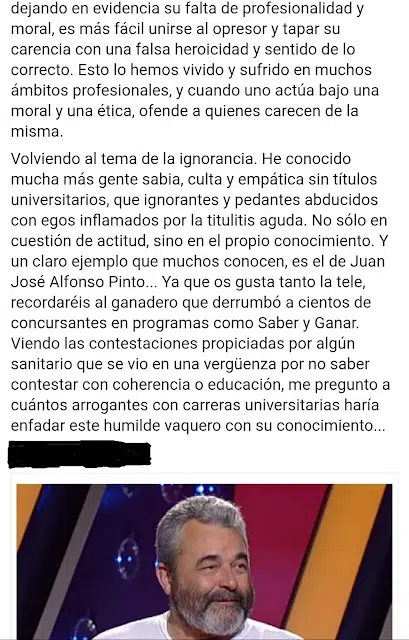 dejando en evidencia su falta de profesionalidad y
moral, es más fácil unirse al opresor y tapar su
carencia con una falsa heroicidad y sentido de lo
correcto. Esto lo hemos vivido y sufrido en muchos
ámbitos profesionales, y cuando uno actúa bajo una
moral y una ética, ofende a quienes carecen de la
misma.
Volviendo al tema de la ignorancia. He conocido
mucha más gente sabia, culta y empática sin títulos
universitarios, que ignorantes y pedantes abducidos
con egos inflamados por la titulitis aguda. No sólo en
cuestión de actitud, sino en el propio conocimiento. Y
un claro ejemplo que muchos conocen, es el de Juan
José Alfonso Pinto... Ya que os gusta tanto la tele,
recordaréis al ganadero que derrumbó a cientos de
concursantes en programas como Saber y Ganar.
Viendo las contestaciones propiciadas por algún
sanitario que se vio en una vergüenza por no saber
contestar con coherencia o educación, me pregunto a
cuántos arrogantes con carreras universitarias haría
enfadar este humilde vaquero con su conocimiento...